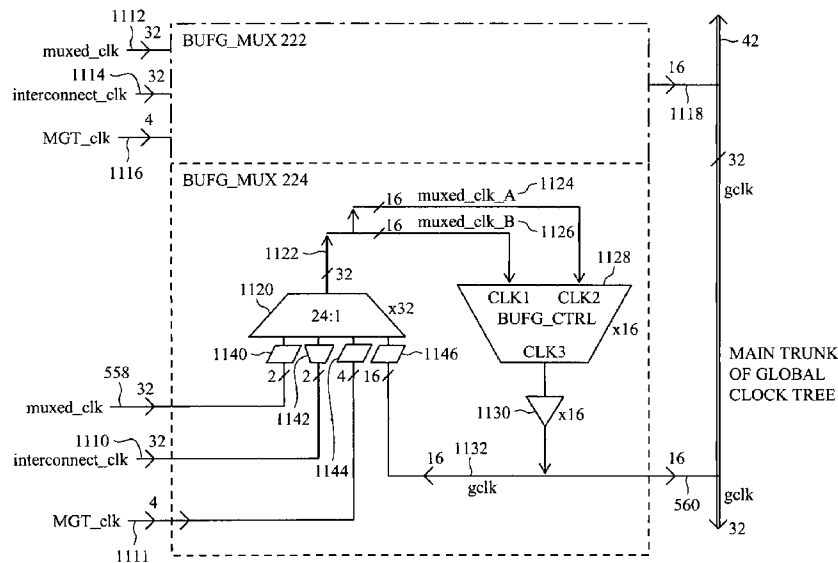 1112
32
muxed_clk
1114
32
interconnect_clk
4
MGT_clk
1116
BUFG_MUX 222
16
1118
42
32
gclk
BUFG_MUX 224
16
muxed_clk_A
1124
16
muxed_clk_B
1126
1122
32
1120
24:1
x32
1128
CLK1 CLK2
BUFG_CTRL
x16
CLK3
1140
1146
2
2
4
16
1142
1144
1130
x16
558
32
muxed_clk
1110
32
interconnect_clk
4
MGT_clk
1111
16
1132
gclk
16
560
MAIN TRUNK
OF GLOBAL
CLOCK TREE
gclk
32